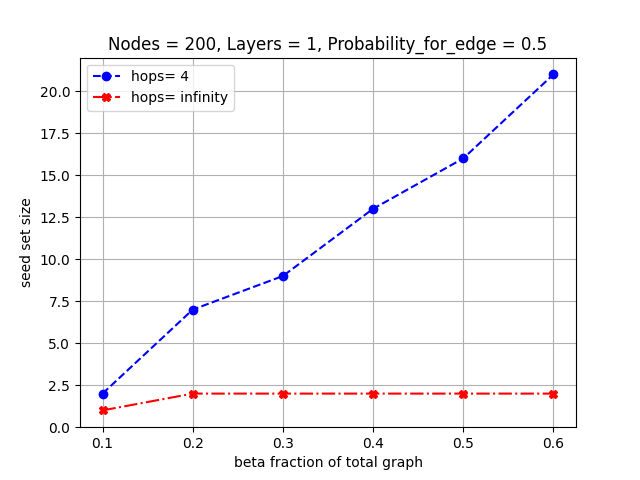 Nodes = 200, Layers = 1, Probability_for_edge = 0.5
hops= 4
hops= infinity
20.0
17.5
15.0
12.5
10.0
7.5
5.0
2.5
0.0
seed set size
0.1 0.2 0.3 0.4 0.5 0.6
beta fraction of total graph